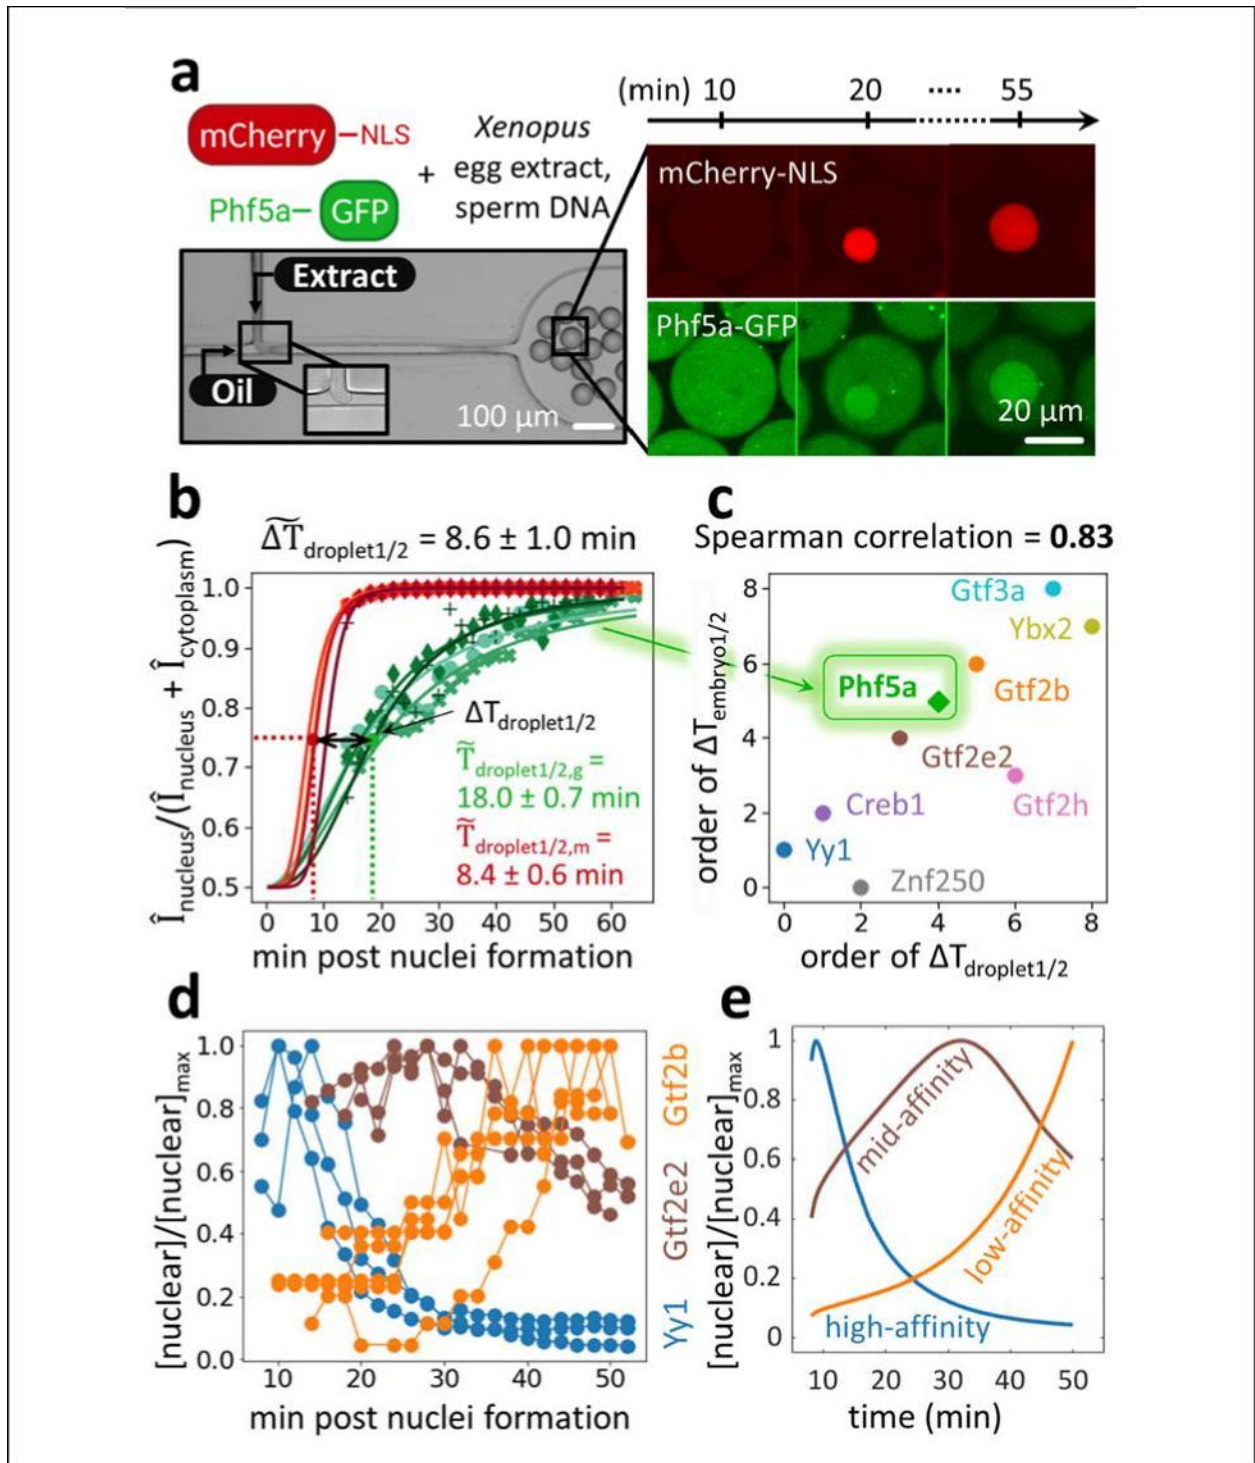 a
(min) 10 20 .... 55
mCherry –NLS
Phf5a– GFP
+
Xenopus
egg extract,
sperm DNA
mCherry-NLS
Extract
Oil
100 μm
Phf5a-GFP
20 μm
b
ΔT̃droplet1/2 = 8.6 ± 1.0 min
Înucleus/(Înucleus + Îcytoplasm)
1.0
0.9
0.8
0.7
0.6
0.5
ΔTdroplet1/2
T̃droplet1/2,g =
18.0 ± 0.7 min
T̃droplet1/2,m =
8.4 ± 0.6 min
0 10 20 30 40 50 60
min post nuclei formation
c
Spearman correlation = 0.83
order of ΔTembryo1/2
8
6
4
2
0
Gtf3a
Ybx2
Phf5a
Gtf2b
Gtf2e2
Creb1
Gtf2h
Yy1
Znf250
0 2 4 6 8
order of ΔTdroplet1/2
d
[nuclear]/[nuclear]max
1.0
0.8
0.6
0.4
0.2
0.0
10 20 30 40 50
min post nuclei formation
Yy1 Gtf2e2 Gtf2b
e
[nuclear]/[nuclear]max
1
0.8
0.6
0.4
0.2
0
mid-affinity
low-affinity
high-affinity
10 20 30 40 50
time (min)